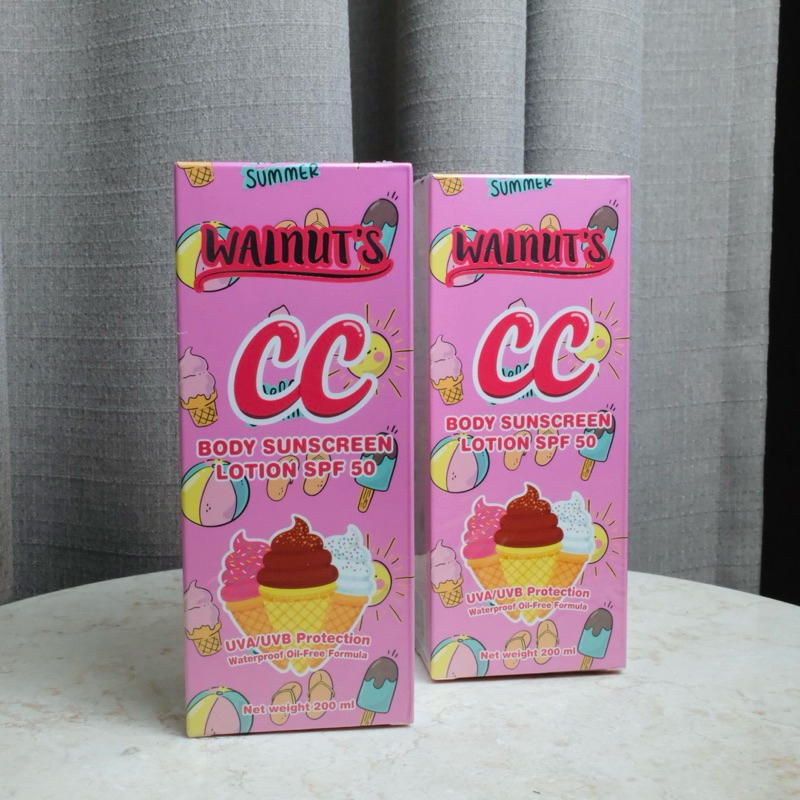 SUMMER
WALNUT'S
CC
BODY SUNSCREEN
LOTION SPF 50
UVA/UVB Protection
Waterproof Oil-Free Formula
Net weight 200 ml
SUMMER
WALNUT'S
CC
BODY SUNSCREEN
LOTION SPF 50
UVA/UVB Protection
Waterproof Oil-Free Formula
Net weight 200 ml